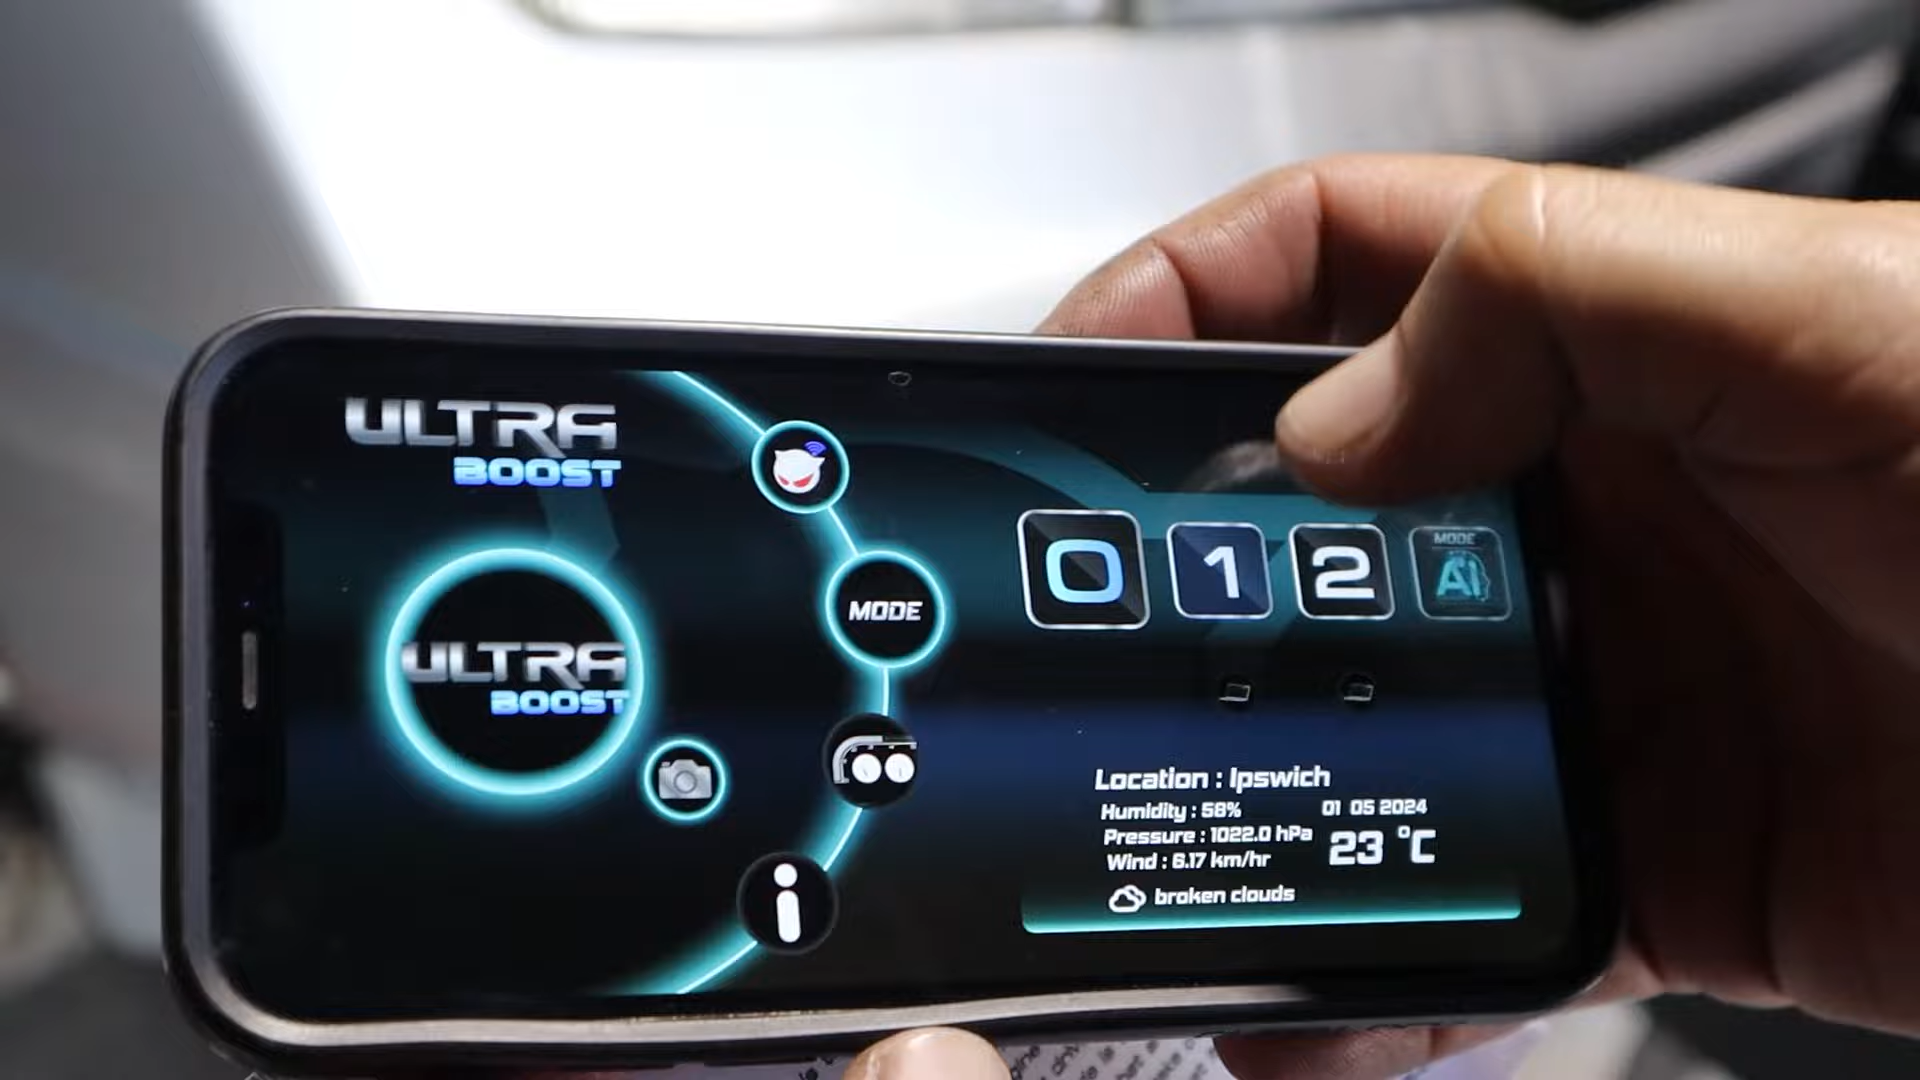 ULTRA
BOOST
ULTRA
BOOST
MODE
0 1 2
MODE
AI
Location : Ipswich
Humidity : 58%
01 05 2024
Pressure : 1022.0 hPa
23 °C
Wind : 6.17 km/hr
broken clouds